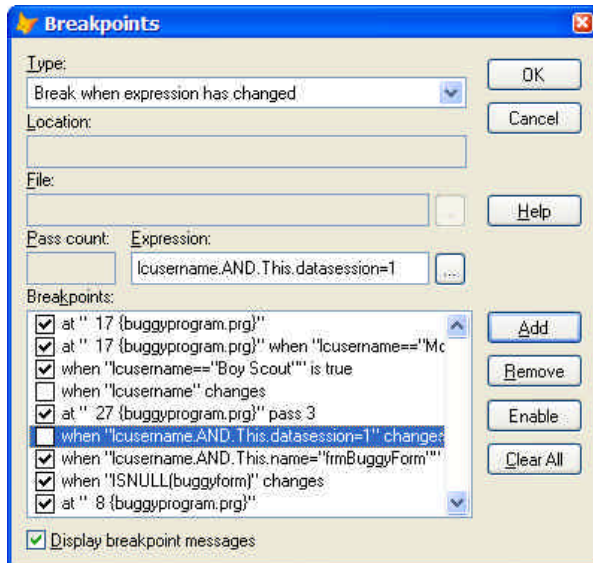 Breakpoints
Type:
Break when expression has changed
OK
Location:
Cancel
File:
...
Help
Pass count: Expression:
lcusername.AND.This.datasession=1 ...
Breakpoints:
at " 17 {buggyprogram.prg}"
at " 17 {buggyprogram.prg}" when "lcusername=="Mc
when "lcusername=="Boy Scout"" is true
when "lcusername" changes
at " 27 {buggyprogram.prg}" pass 3
when "lcusername.AND.This.datasession=1" changes
when "lcusername.AND.This.name="frmBuggyForm""
when "ISNULL(buggyform)" changes
at " 8 {buggyprogram.prg}"
Add
Remove
Enable
Clear All
Display breakpoint messages